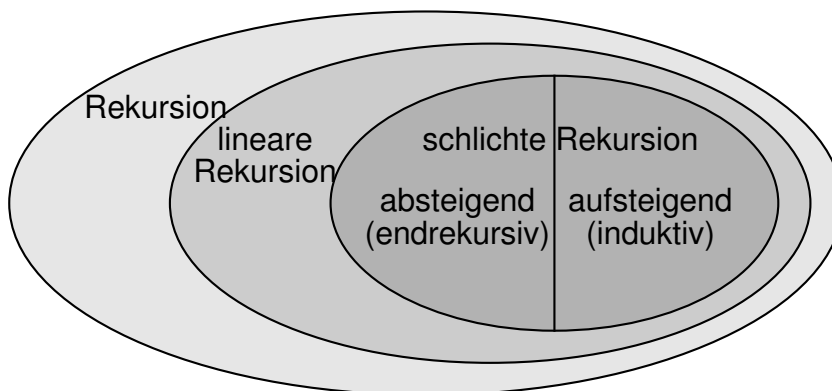 Rekursion
lineare
Rekursion
schlichte Rekursion
absteigend
(endrekursiv)
aufsteigend
(induktiv)